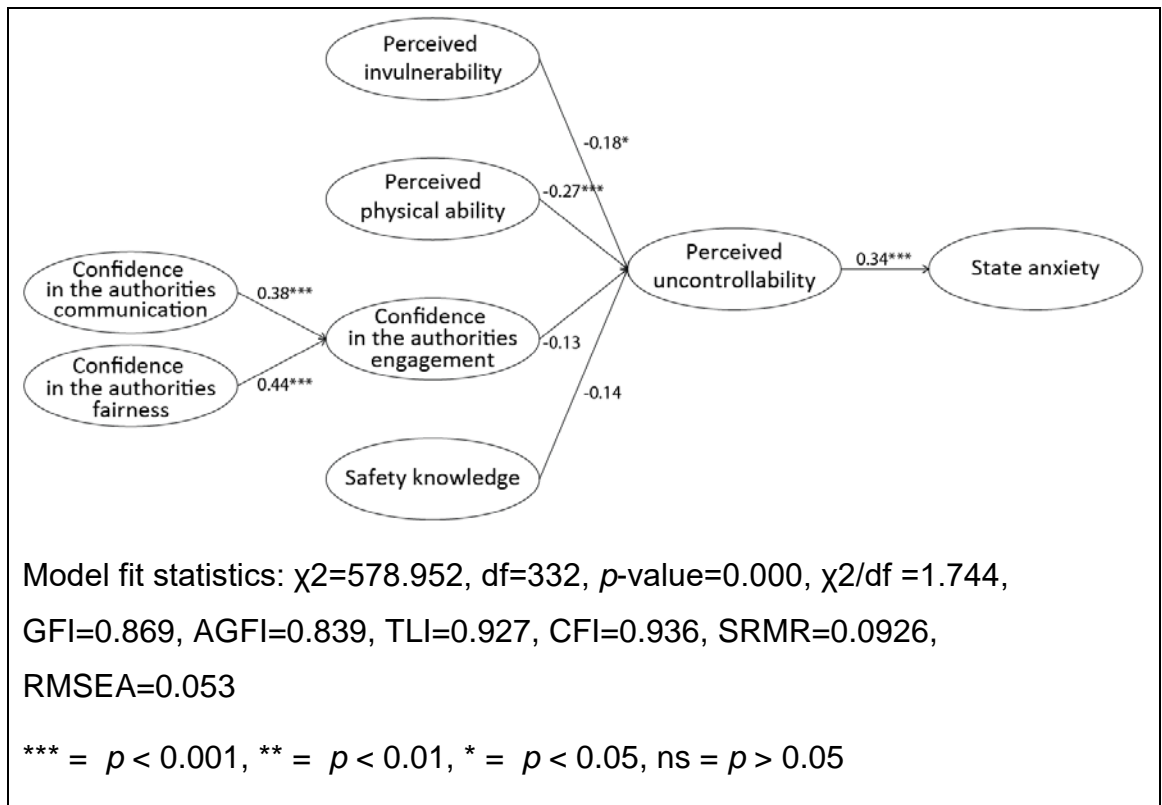 Perceived
invulnerability
-0.18*
Perceived
physical ability
-0.27***
Perceived
uncontrollability
0.34***
State anxiety
Confidence
in the authorities
communication
0.38***
Confidence
in the authorities
engagement
-0.13
Confidence
in the authorities
fairness
0.44***
-0.14
Safety knowledge
Model fit statistics: χ2=578.952, df=332, p-value=0.000, χ2/df =1.744,
GFI=0.869, AGFI=0.839, TLI=0.927, CFI=0.936, SRMR=0.0926,
RMSEA=0.053
*** = p < 0.001, ** = p < 0.01, * = p < 0.05, ns = p > 0.05